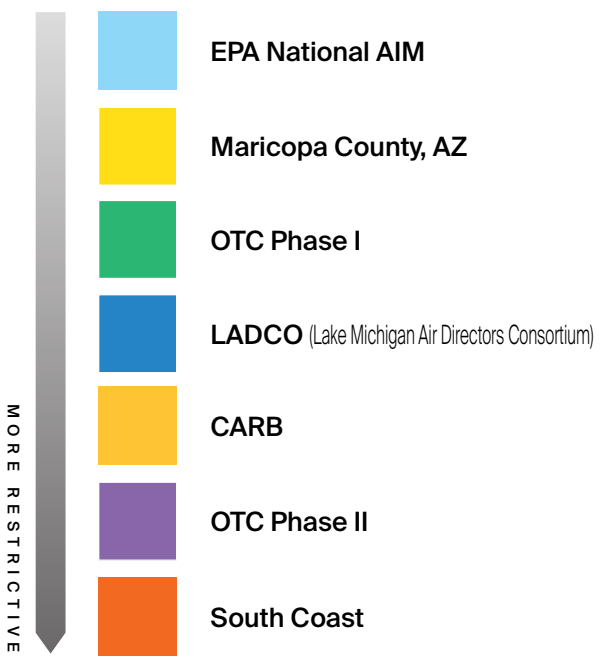 EPA National AIM
Maricopa County, AZ
OTC Phase I
LADCO (Lake Michigan Air Directors Consortium)
CARB
OTC Phase II
South Coast
MORE RESTRICTIVE